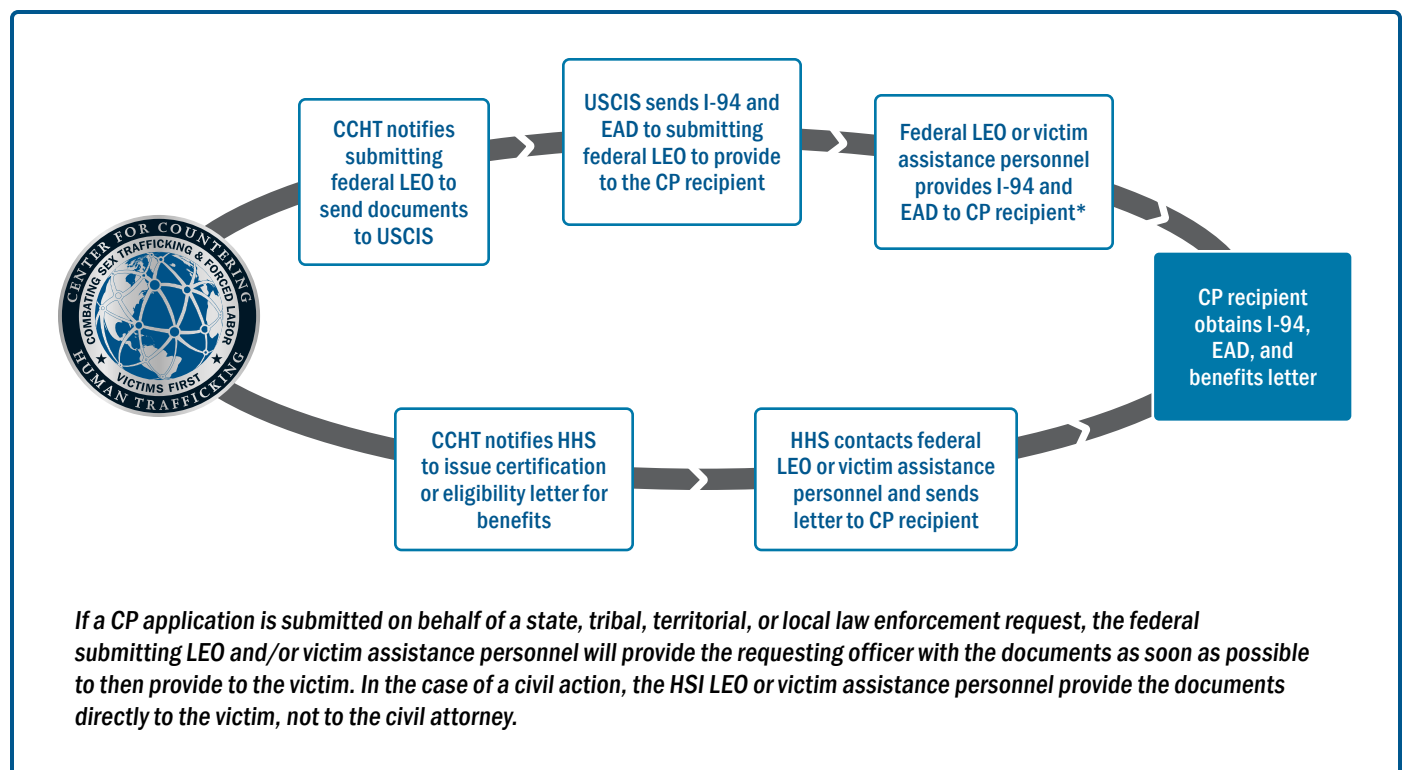 CCHT notifies
submitting
federal LEO to
send documents
to USCIS
USCIS sends I-94 and
EAD to submitting
federal LEO to provide
to the CP recipient
Federal LEO or victim
assistance personnel
provides I-94 and
EAD to CP recipient*
CENTER FOR COUNTERING
HUMAN TRAFFICKING
COMBATING SEX TRAFFICKING & FORCED LABOR
VICTIMS FIRST
CP recipient
obtains I-94,
EAD, and
benefits letter
CCHT notifies HHS
to issue certification
or eligibility letter for
benefits
HHS contacts federal
LEO or victim assistance
personnel and sends
letter to CP recipient
If a CP application is submitted on behalf of a state, tribal, territorial, or local law enforcement request, the federal
submitting LEO and/or victim assistance personnel will provide the requesting officer with the documents as soon as possible
to then provide to the victim. In the case of a civil action, the HSI LEO or victim assistance personnel provide the documents
directly to the victim, not to the civil attorney.